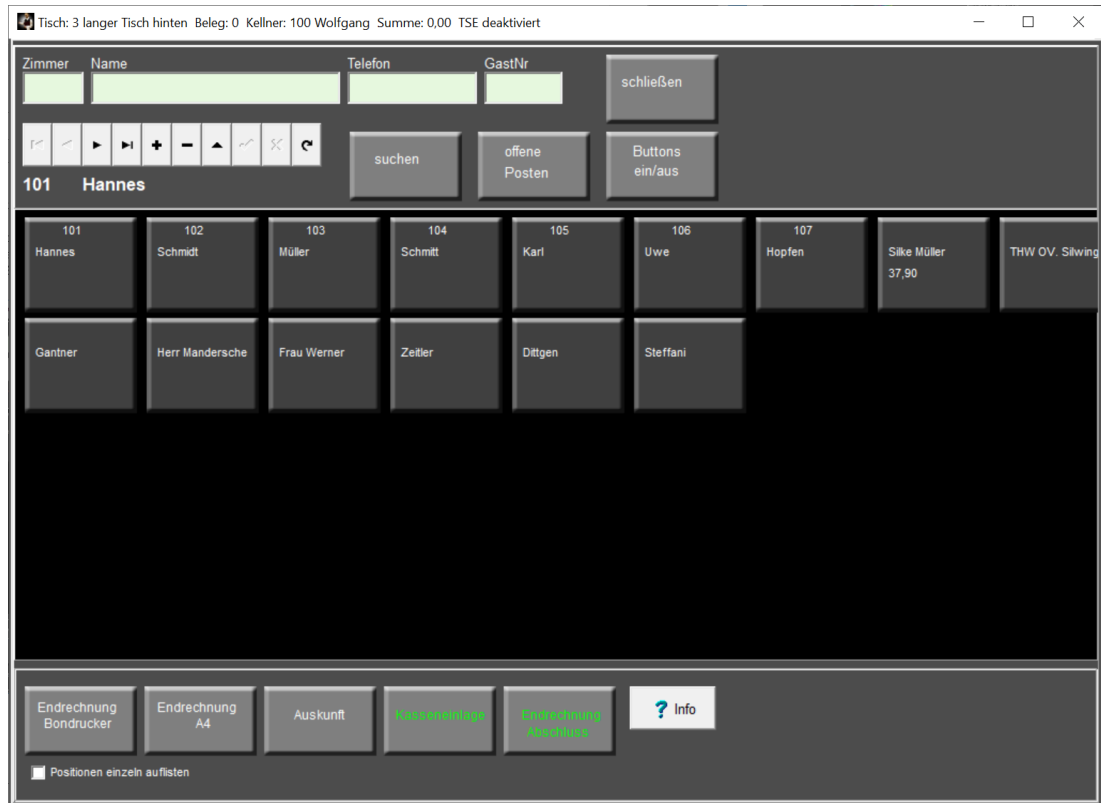 Tisch: 3 langer Tisch hinten Beleg: 0 Kellner: 100 Wolfgang Summe: 0,00 TSE deaktiviert
Zimmer Name Telefon GastNr
schließen
suchen
offene
Posten
Buttons
ein/aus
101 Hannes
101 102 103 104 105 106 107
Hannes Schmidt Müller Schmitt Karl Uwe Hopfen Silke Müller THW OV. Silwing
37,90
Gantner Herr Mandersche Frau Werner Zeitler Dittgen Steffani
Endrechnung
Bondrucker
Endrechnung
A4
Auskunft
Kasseneinlage
Endrechnung
Abschluss
? Info
Positionen einzeln auflisten